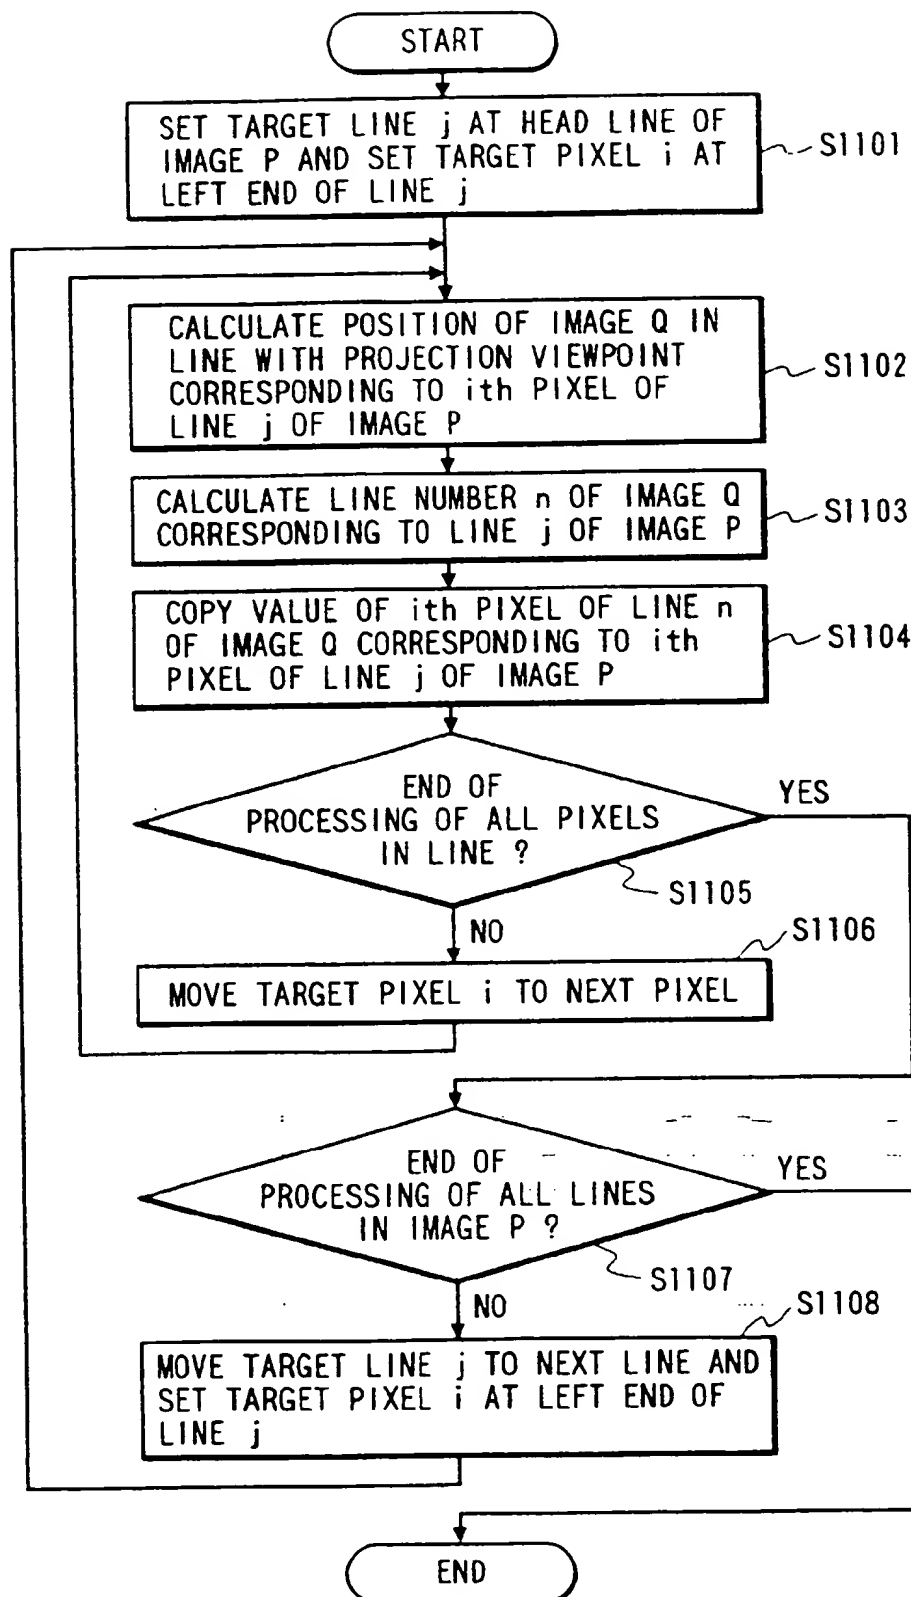 START
SET TARGET LINE j AT HEAD LINE OF
IMAGE P AND SET TARGET PIXEL i AT
LEFT END OF LINE j
S1101
CALCULATE POSITION OF IMAGE Q IN
LINE WITH PROJECTION VIEWPOINT
CORRESPONDING TO ith PIXEL OF
LINE j OF IMAGE P
S1102
CALCULATE LINE NUMBER n OF IMAGE Q
CORRESPONDING TO LINE j OF IMAGE P
S1103
COPY VALUE OF ith PIXEL OF LINE n
OF IMAGE Q CORRESPONDING TO ith
PIXEL OF LINE j OF IMAGE P
S1104
END OF
PROCESSING OF ALL PIXELS
IN LINE ?
YES
S1105
NO
S1106
MOVE TARGET PIXEL i TO NEXT PIXEL
END OF
PROCESSING OF ALL LINES
IN IMAGE P ?
YES
S1107
NO
S1108
MOVE TARGET LINE j TO NEXT LINE AND
SET TARGET PIXEL i AT LEFT END OF
LINE j
END